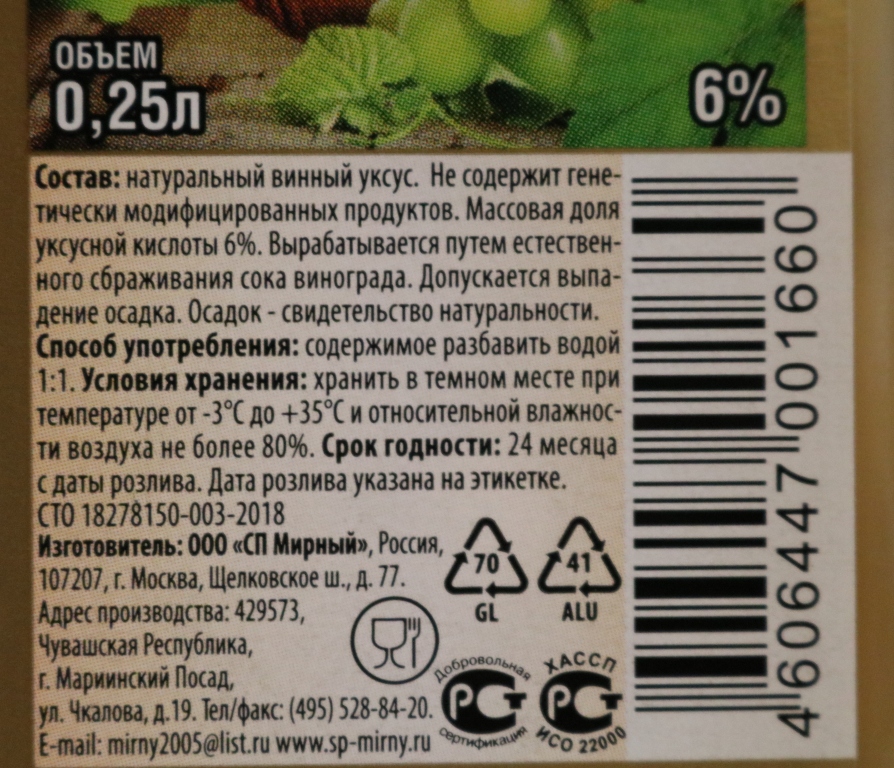 ОБЪЕМ
0,25л
6%
Состав: натуральный винный уксус. Не содержит гене-
тически модифицированных продуктов. Массовая доля
уксусной кислоты 6%. Вырабатывается путем естествен-
ного сбраживания сока винограда. Допускается выпа-
дение осадка. Осадок - свидетельство натуральности.
Способ употребления: содержимое разбавить водой
1:1. Условия хранения: хранить в темном месте при
температуре от -3°С до +35°С и относительной влажнос-
ти воздуха не более 80%. Срок годности: 24 месяца
с даты розлива. Дата розлива указана на этикетке.
СТО 18278150-003-2018
Изготовитель: ООО «СП Мирный», Россия,
107207, г. Москва, Щелковское ш., д. 77.
Адрес производства: 429573,
Чувашская Республика,
г. Мариинский Посад,
ул. Чкалова, д.19. Тел/факс: (495) 528-84-20.
E-mail: mirny2005@list.ru www.sp-mirny.ru
70
GL
41
ALU
Добровольная
РСТ
сертификация
ХАССП
РСТ
ИСО 22000
4 606447 001660